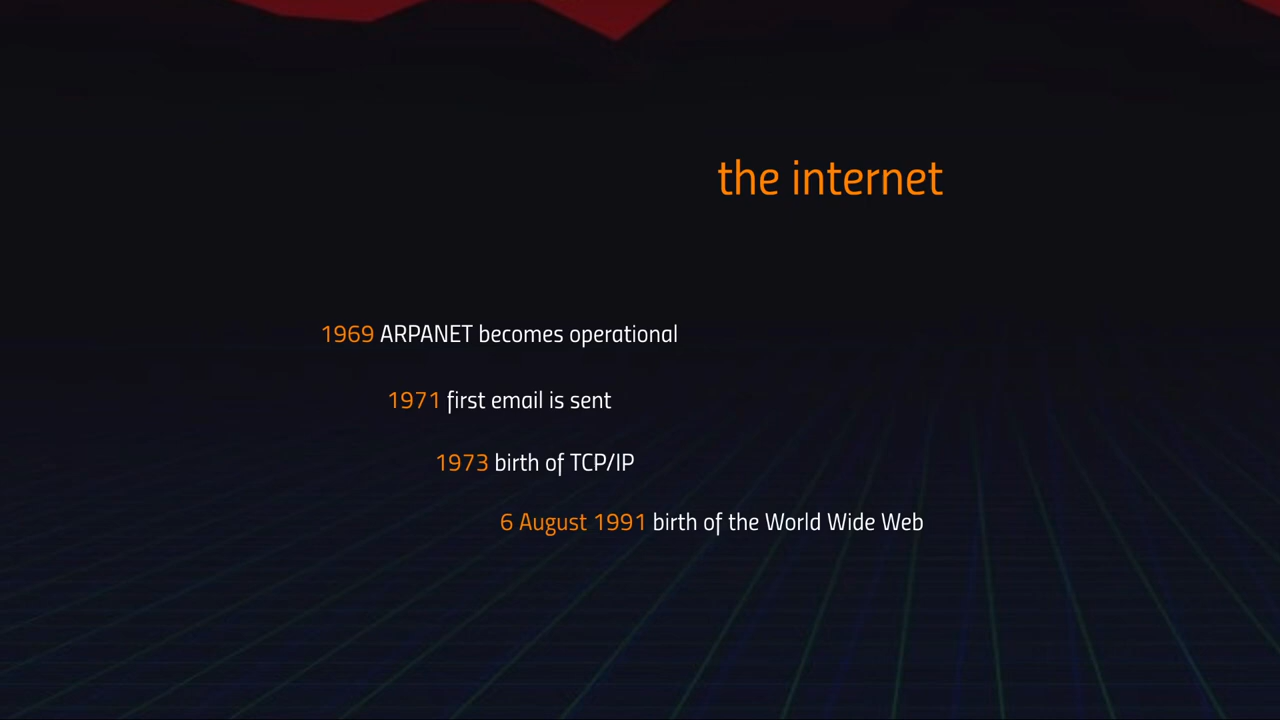 the internet
1969 ARPANET becomes operational
1971 first email is sent
1973 birth of TCP/IP
6 August 1991 birth of the World Wide Web